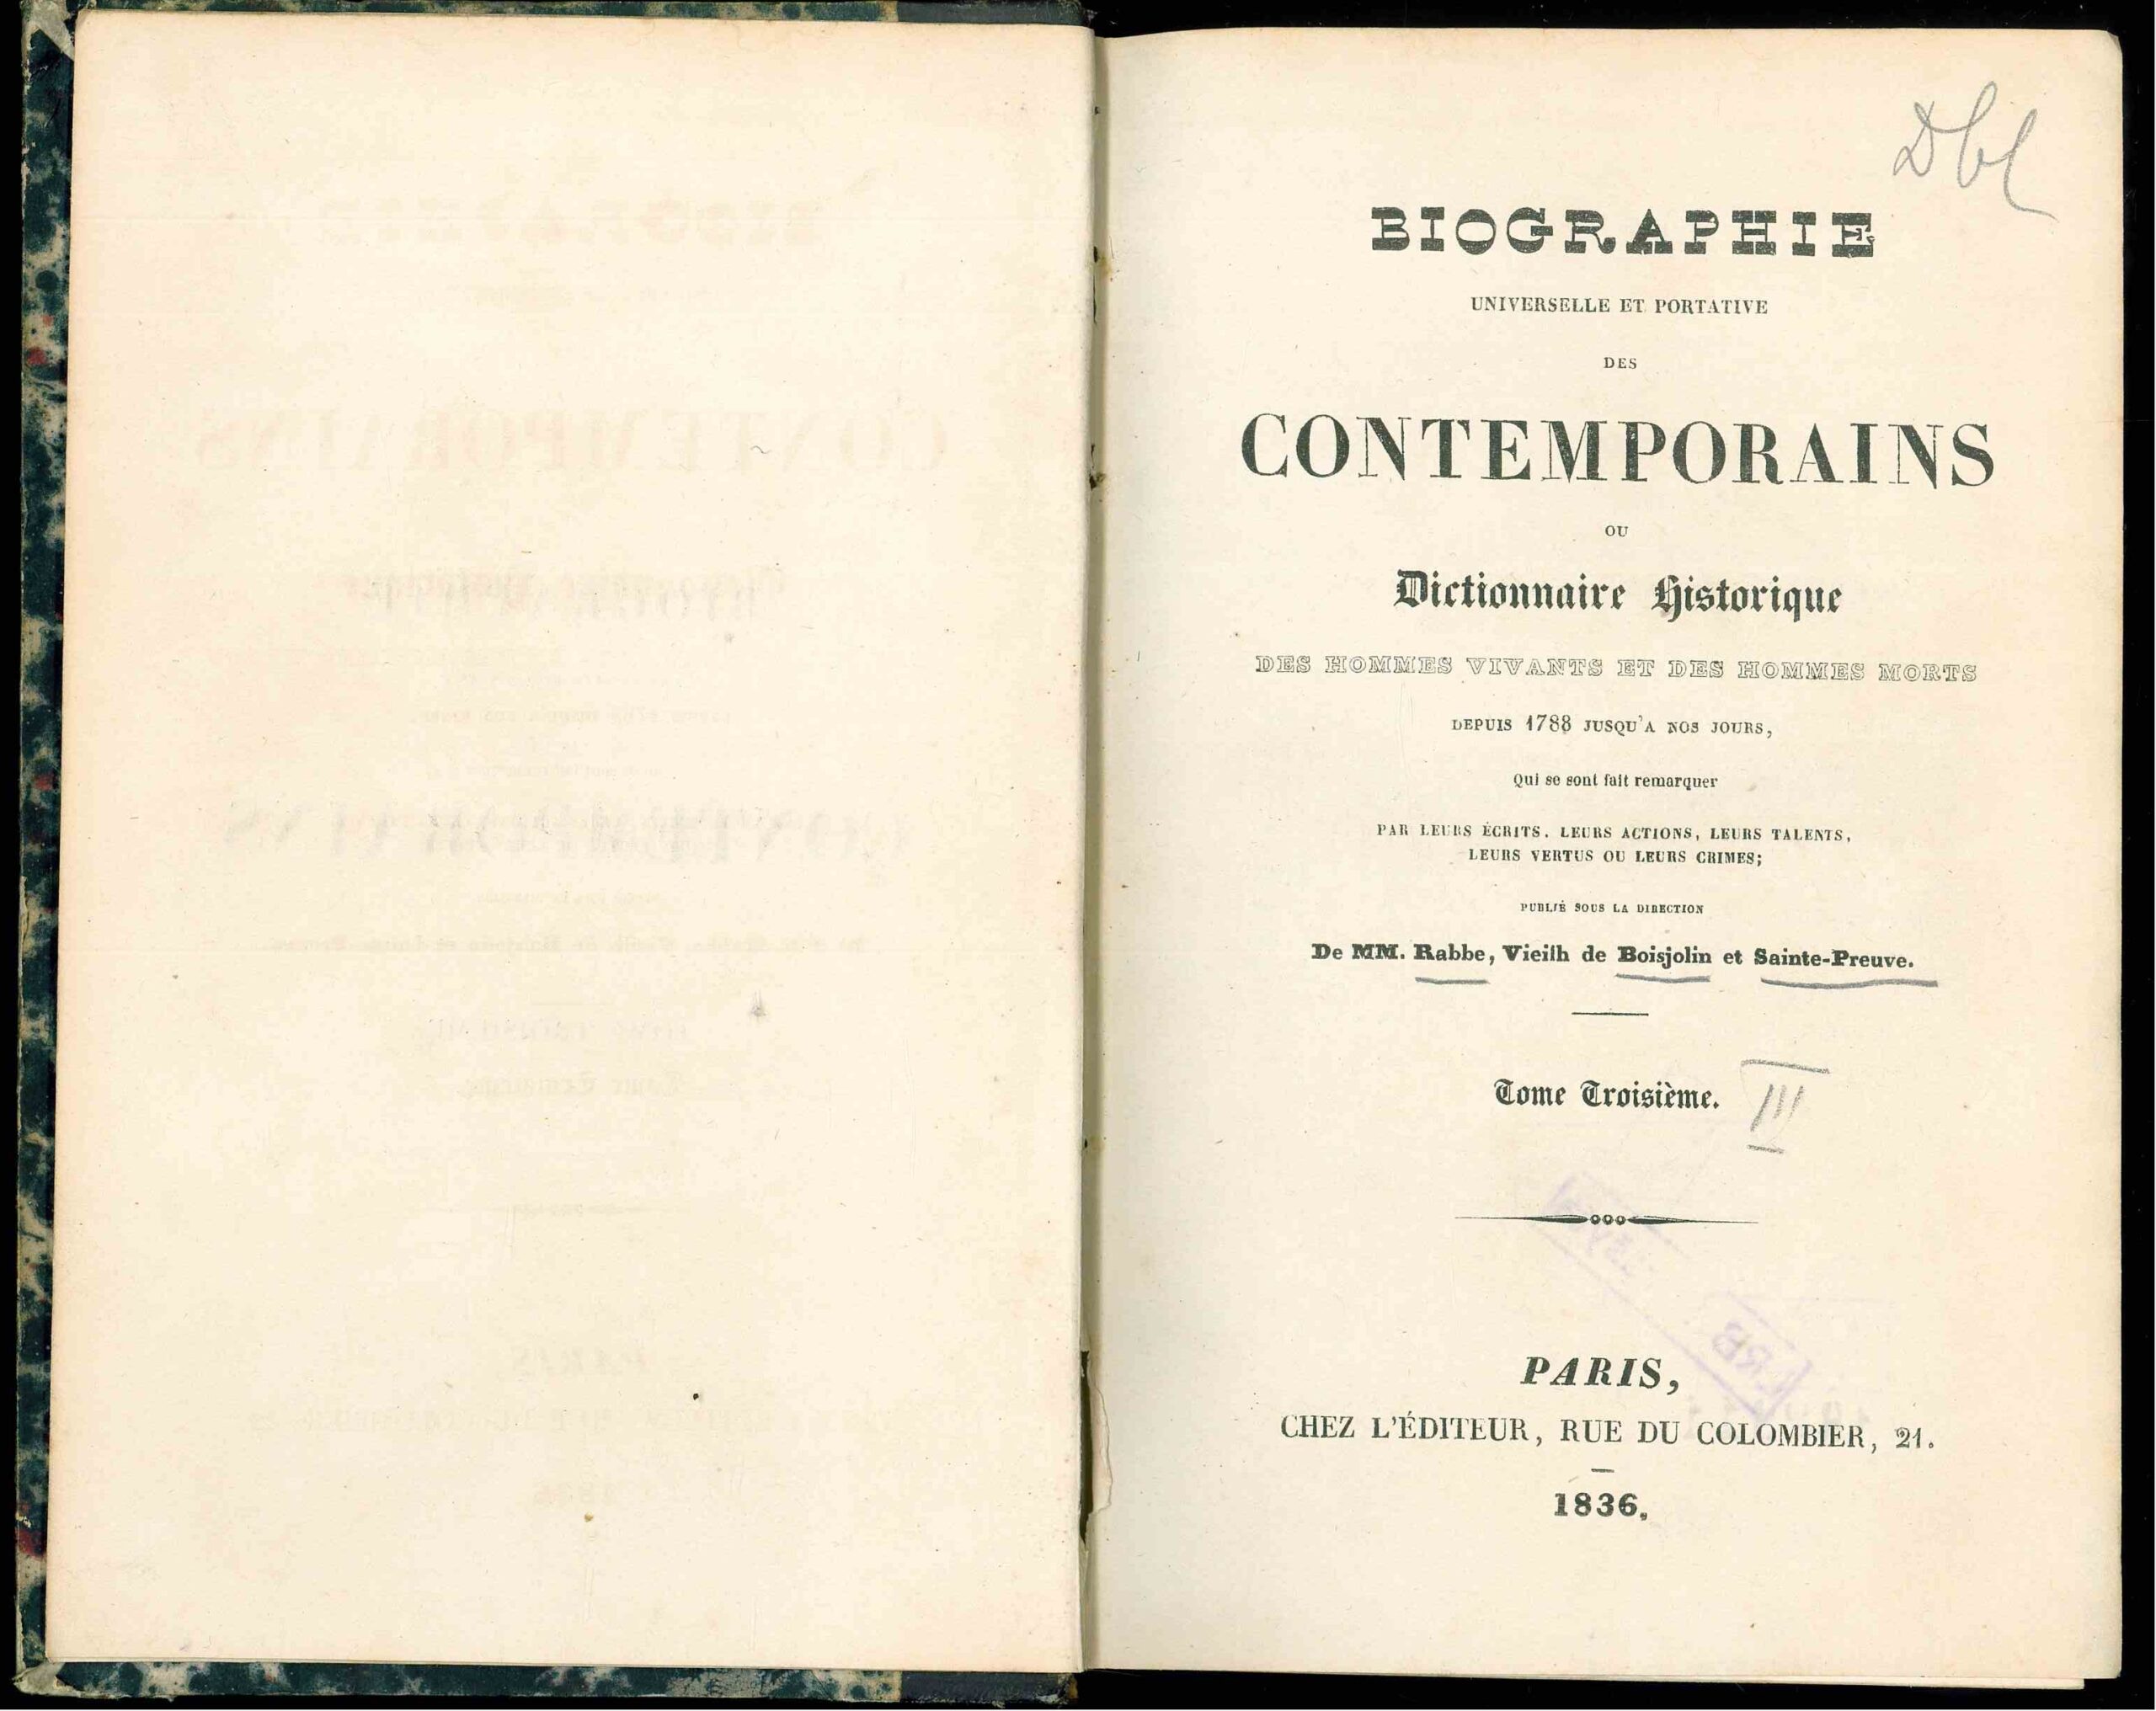 Dbl
BIOGRAPHIE
UNIVERSELLE ET PORTATIVE
DES
CONTEMPORAINS
OU
Dictionnaire Historique
DES HOMMES VIVANTS ET DES HOMMES MORTS
DEPUIS 1788 JUSQU'A NOS JOURS,
Qui se sont fait remarquer
PAR LEURS ÉCRITS. LEURS ACTIONS, LEURS TALENTS,
LEURS VERTUS OU LEURS CRIMES;
PUBLIÉ SOUS LA DIRECTION
De MM. Rabbe, Vieilh de Boisjolin et Sainte-Preuve.
Tome Troisième. III
PARIS,
CHEZ L'ÉDITEUR, RUE DU COLOMBIER, 21.
1836.